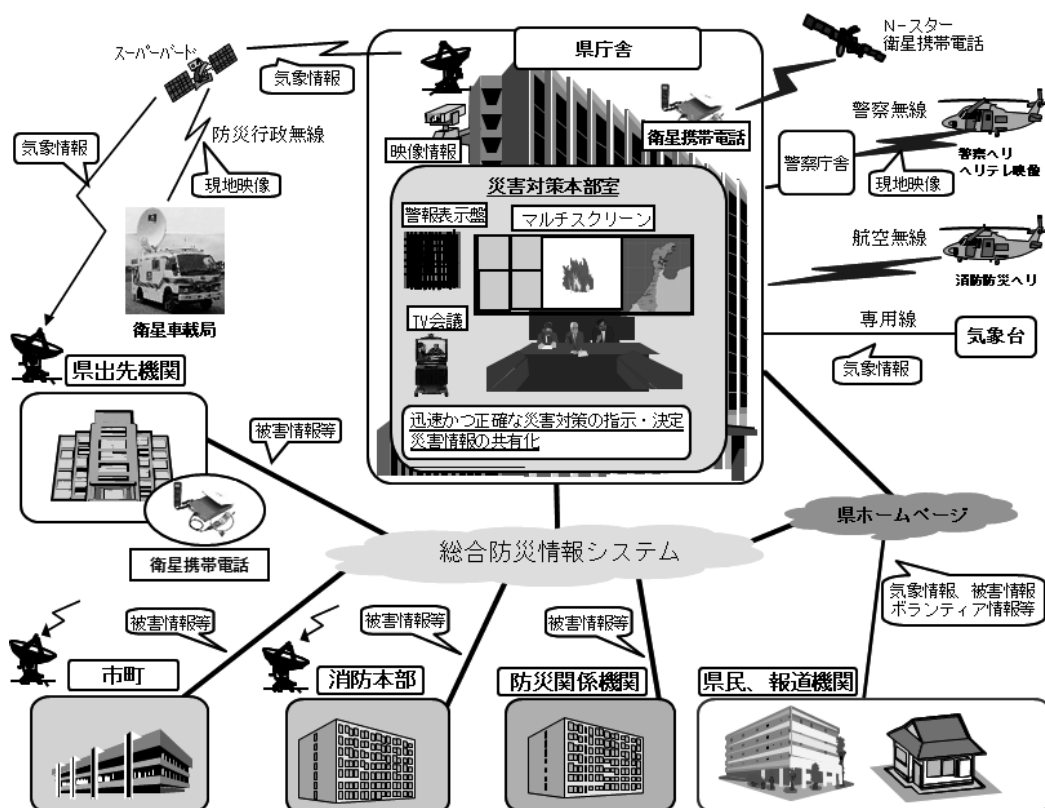 県庁舎
N-スター
衛星携帯電話
スーパーバード
気象情報
防災行政無線
気象情報
現地映像
衛星車載局
映像情報
衛星携帯電話
警察無線
警察庁舎
現地映像
警察ヘリ
ヘリテレ映像
災害対策本部室
警報表示盤
マルチスクリーン
TV会議
迅速かつ正確な災害対策の指示・決定
災害情報の共有化
航空無線
消防防災ヘリ
専用線
気象台
気象情報
県出先機関
被害情報等
衛星携帯電話
総合防災情報システム
県ホームページ
気象情報、被害情報
ボランティア情報等
被害情報等
被害情報等
被害情報等
市町
消防本部
防災関係機関
県民、報道機関